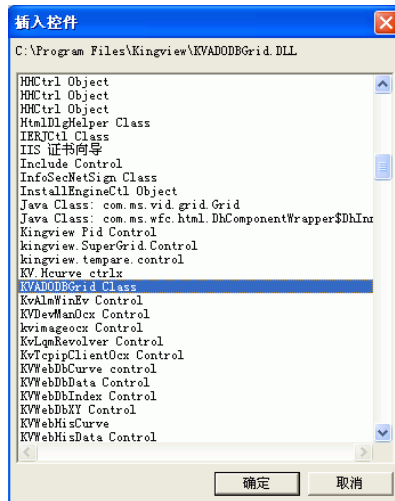 插入控件
C:\Program Files\Kingview\KVADODBGrid.DLL
HHCtrl Object
HHCtrl Object
HHCtrl Object
HtmlDlgHelper Class
IERJCtl Class
IIS 证书向导
Include Control
InfoSecNetSign Class
InstallEngineCtl Object
Java Class: com.ms.vid.grid.Grid
Java Class: com.ms.wfc.html.DhComponentWrapper$DhInn
Kingview Pid Control
kingview.SuperGrid.Control
kingview.tempare.control
KV.Hcurve ctrlx
KVADODBGrid Class
KvAlmWinEv Control
KVDevManOcx Control
kvimageocx Control
KvLqmRevolver Control
KvTcpipClientOcx Control
KVWebDbCurve control
KVWebDbData Control
KVWebDbIndex Control
KVWebDbXY Control
KVWebHisCurve
KVWebHisData Control
确定
取消